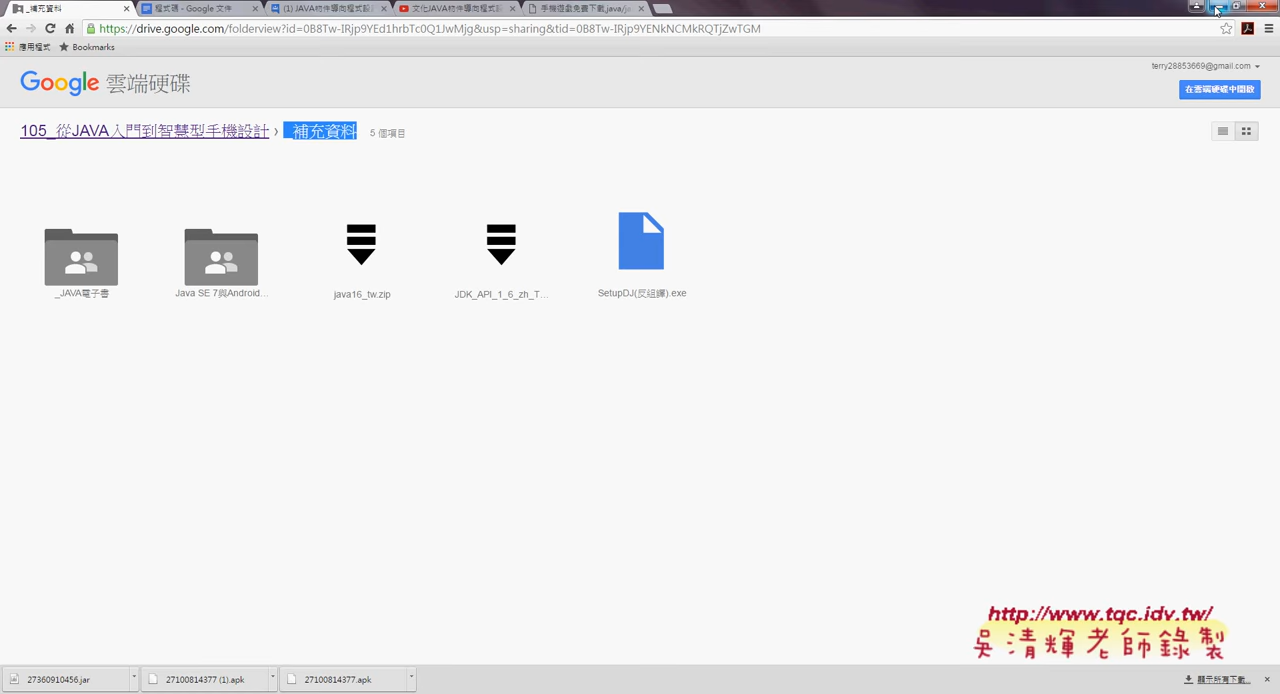 _補充資料
程式碼 - Google 文件
(1) JAVA物件導向程式設
文化JAVA物件導向程式設
手機遊戲免費下載,java/ja
https://drive.google.com/folderview?id=0B8Tw-IRjp9YEd1hrbTc0Q1JwMjg&usp=sharing&tid=0B8Tw-IRjp9YENkNCMkRQTjZwTGM
應用程式 Bookmarks
terry28853669@gmail.com
Google 雲端硬碟
在雲端硬碟中開啟
105_從JAVA入門到智慧型手機設計 › _補充資料 5 個項目
_JAVA電子書
Java SE 7與Android...
java16_tw.zip
JDK_API_1_6_zh_T...
SetupDJ(反組譯).exe
http://www.tqc.idv.tw/
吳清輝老師錄製
27360910456.jar
27100814377 (1).apk
27100814377.apk
顯示所有下載...